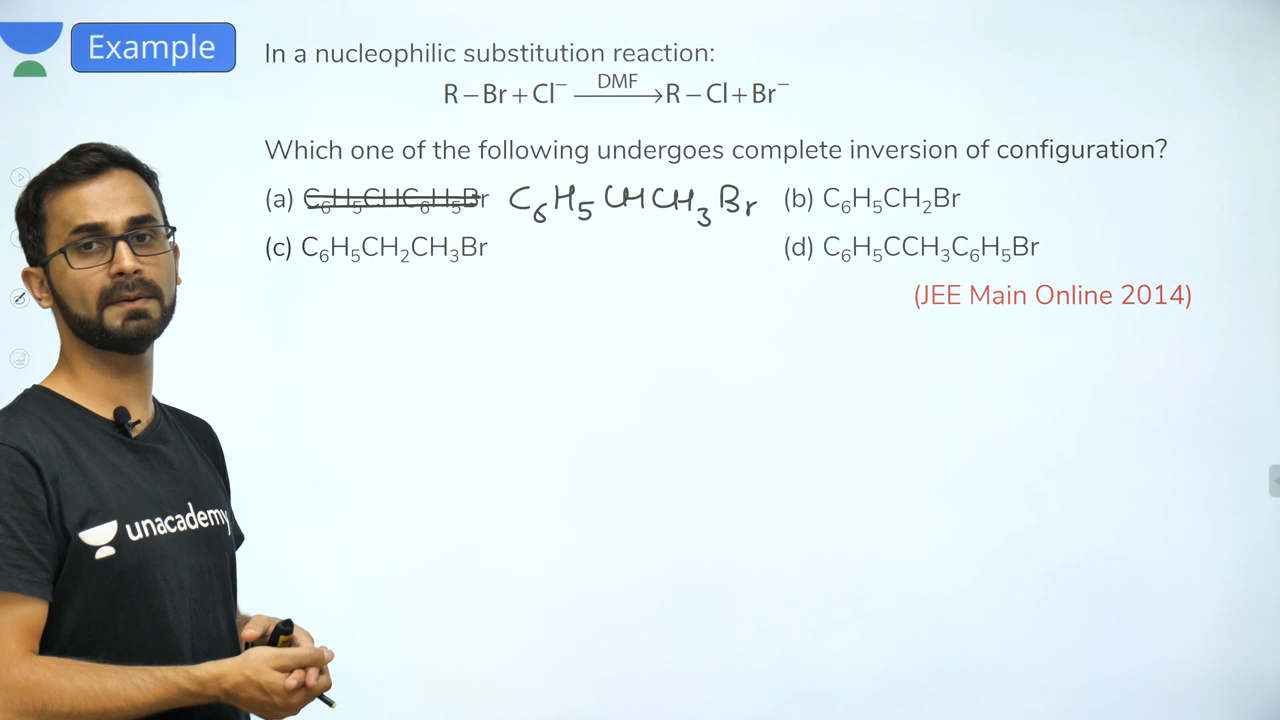 Example
In a nucleophilic substitution reaction:
R – Br + Cl⁻ —DMF→ R – Cl + Br⁻
Which one of the following undergoes complete inversion of configuration?
(a) C₆H₅CHC₆H₅Br C₆H₅CHCH₃Br (b) C₆H₅CH₂Br
(c) C₆H₅CH₂CH₃Br (d) C₆H₅CCH₃C₆H₅Br
(JEE Main Online 2014)
unacademy